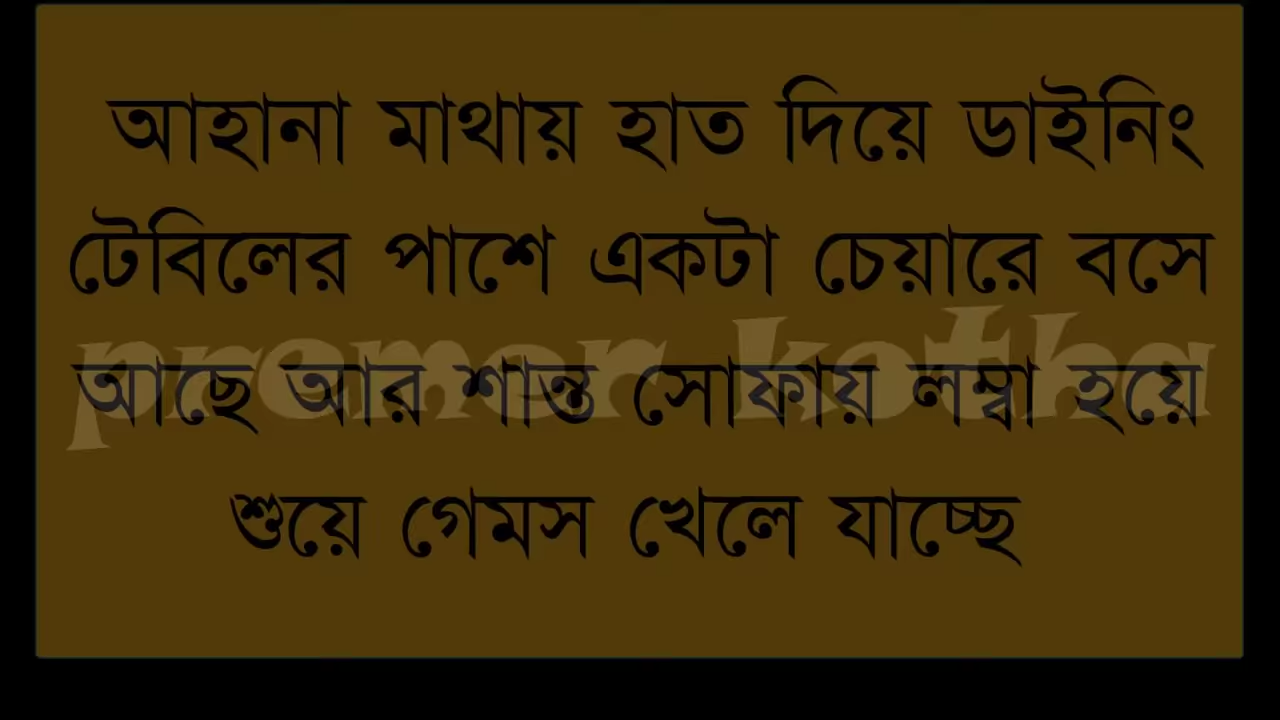 আহানা মাথায় হাত দিয়ে ডাইনিং
টেবিলের পাশে একটা চেয়ারে বসে
premer kotha
আছে আর শান্ত সোফায় লম্বা হয়ে
শুয়ে গেমস খেলে যাচ্ছে